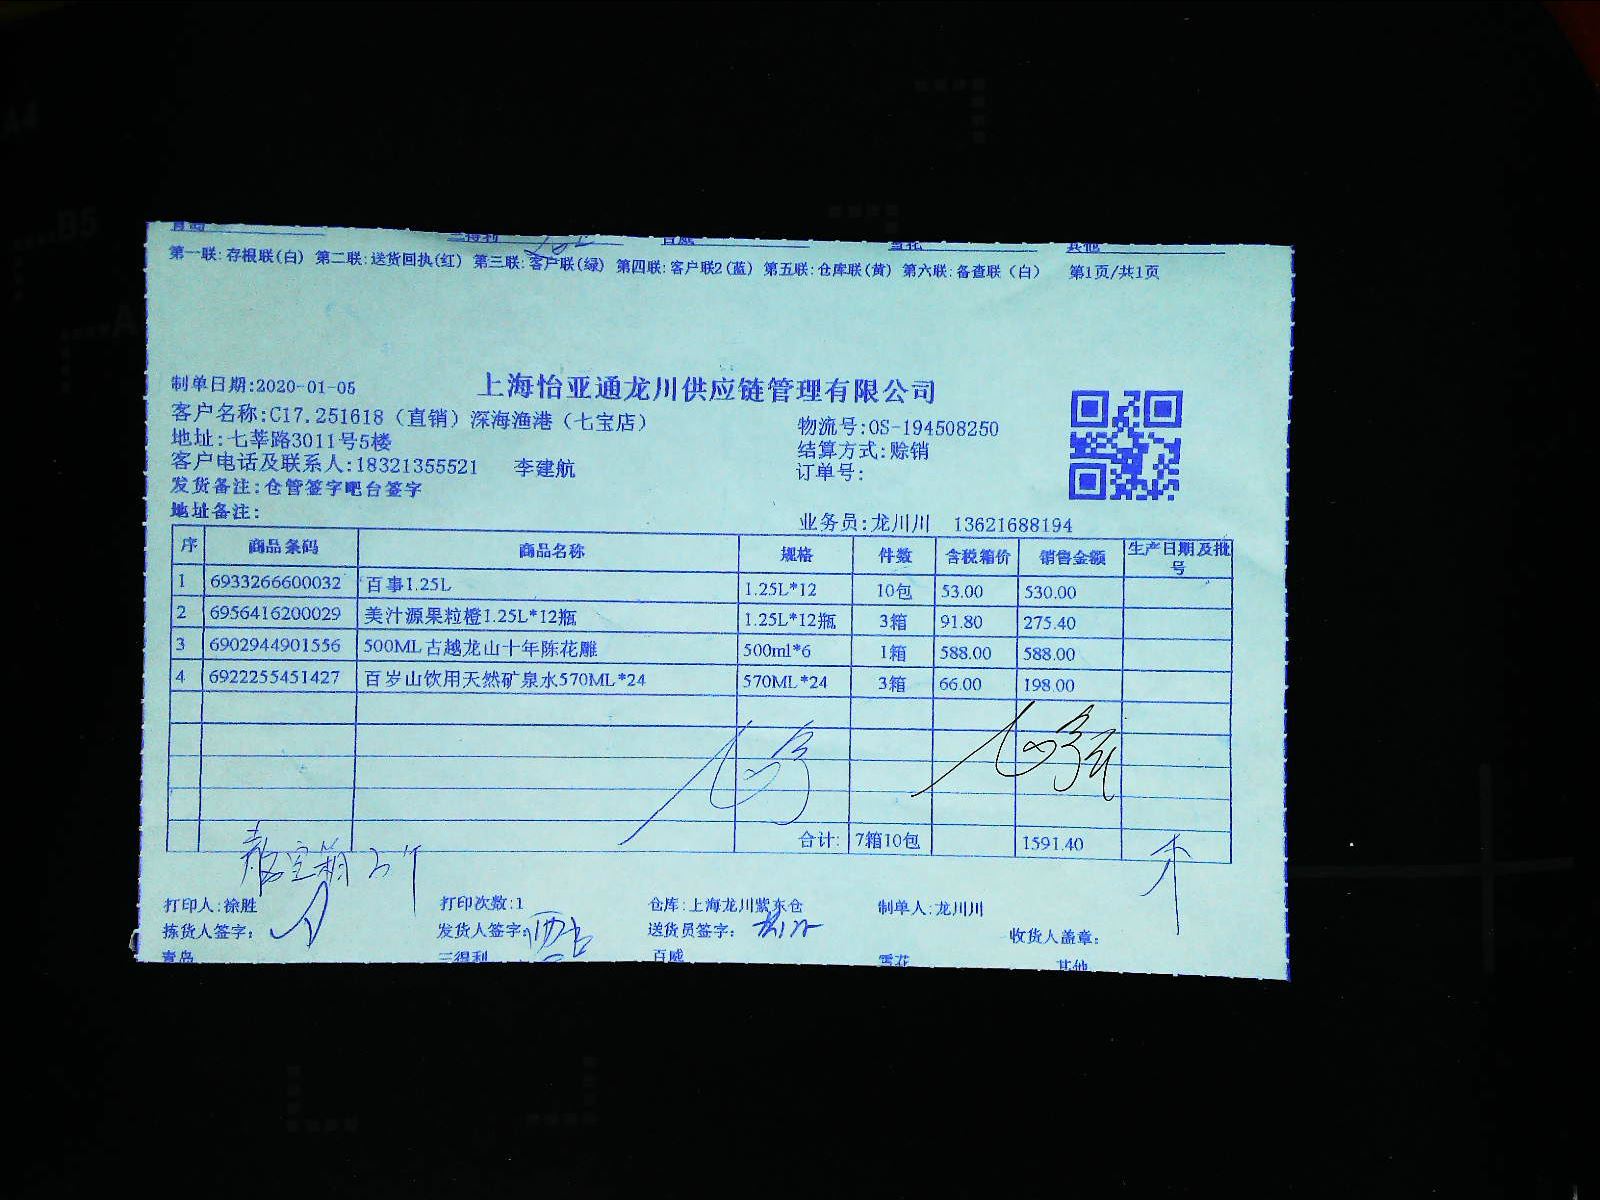 第一联:存根联(白) 第二联:送货回执(红) 第三联:客户联(绿) 第四联:客户联2(蓝) 第五联:仓库联(黄) 第六联:备查联(白) 第1页/共1页
制单日期:2020-01-05 上海怡亚通龙川供应链管理有限公司
客户名称:C17.251618(直销)深海渔港(七宝店) 物流号:OS-194508250
地址:七莘路3011号5楼 结算方式:赊销
客户电话及联系人:18321355521 李建航 订单号:
发货备注:仓管签字吧台签字
地址备注: 业务员:龙川川 13621688194
序 商品条码 商品名称 规格 件数 含税箱价 销售金额 生产日期及批号
1 6933266600032 百事1.25L 1.25L*12 10包 53.00 530.00
2 6956416200029 美汁源果粒橙1.25L*12瓶 1.25L*12瓶 3箱 91.80 275.40
3 6902944901556 500ML古越龙山十年陈花雕 500ml*6 1箱 588.00 588.00
4 6922255451427 百岁山饮用天然矿泉水570ML*24 570ML*24 3箱 66.00 198.00
合计: 7箱10包 1591.40
打印人:徐胜 打印次数:1 仓库:上海龙川紫东仓 制单人:龙川川
拣货人签字: 发货人签字: 送货员签字: 收货人盖章:
青岛 三得利 百威 雪花 其他